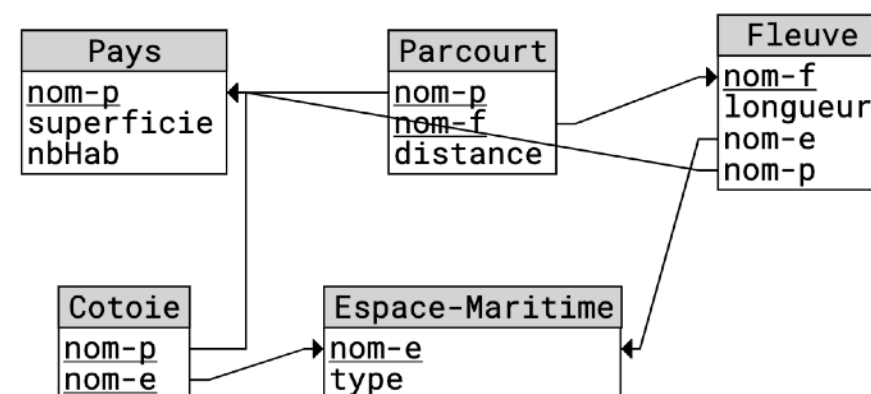 Pays
nom-p
superficie
nbHab
Parcourt
nom-p
nom-f
distance
Fleuve
nom-f
longueur
nom-e
nom-p
Cotoie
nom-p
nom-e
Espace-Maritime
nom-e
type